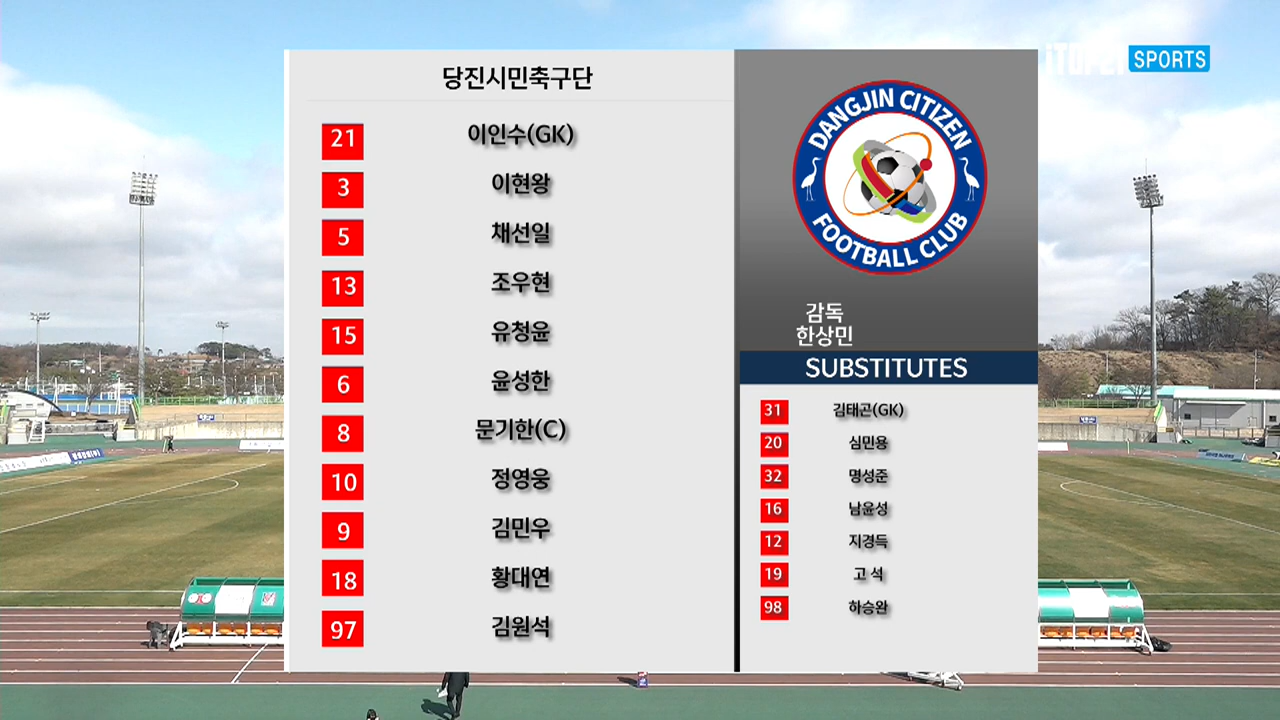 당진시민축구단
21 이인수(GK)
3 이현왕
5 채선일
13 조우현
15 유청윤
6 윤성한
8 문기한(C)
10 정영웅
9 김민우
18 황대연
97 김원석
DANGJIN CITIZEN
FOOTBALL CLUB
감독
한상민
SUBSTITUTES
31 김태곤(GK)
20 심민용
32 명성준
16 남윤성
12 지경득
19 고 석
98 하승완
SPORTS